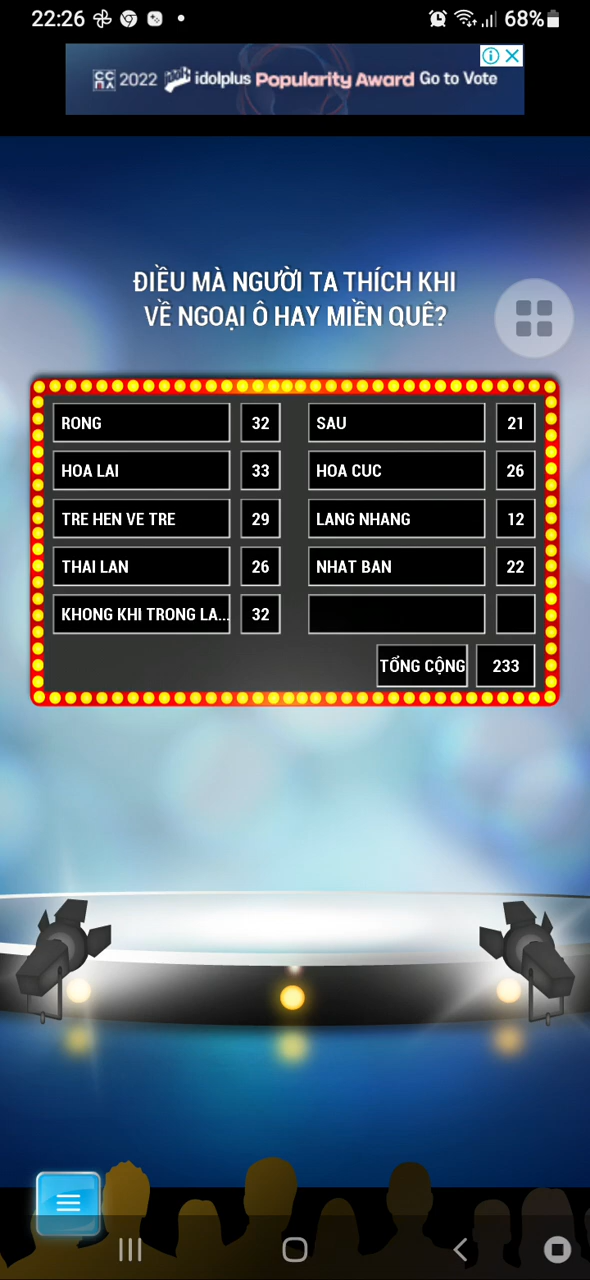 22:26
68%
CCMA 2022 idolplus Popularity Award Go to Vote
ĐIỀU MÀ NGƯỜI TA THÍCH KHI
VỀ NGOẠI Ô HAY MIỀN QUÊ?
RONG 32 SAU 21
HOA LAI 33 HOA CUC 26
TRE HEN VE TRE 29 LANG NHANG 12
THAI LAN 26 NHAT BAN 22
KHONG KHI TRONG LA... 32
TỔNG CỘNG 233